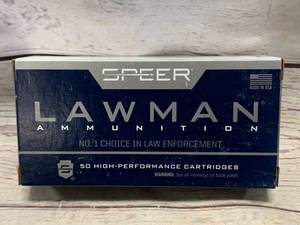 SPEER
MADE IN USA
LAWMAN
AMMUNITION
NO. 1 CHOICE IN LAW ENFORCEMENT
50 HIGH-PERFORMANCE CARTRIDGES
WARNING: See all warnings on back panel.